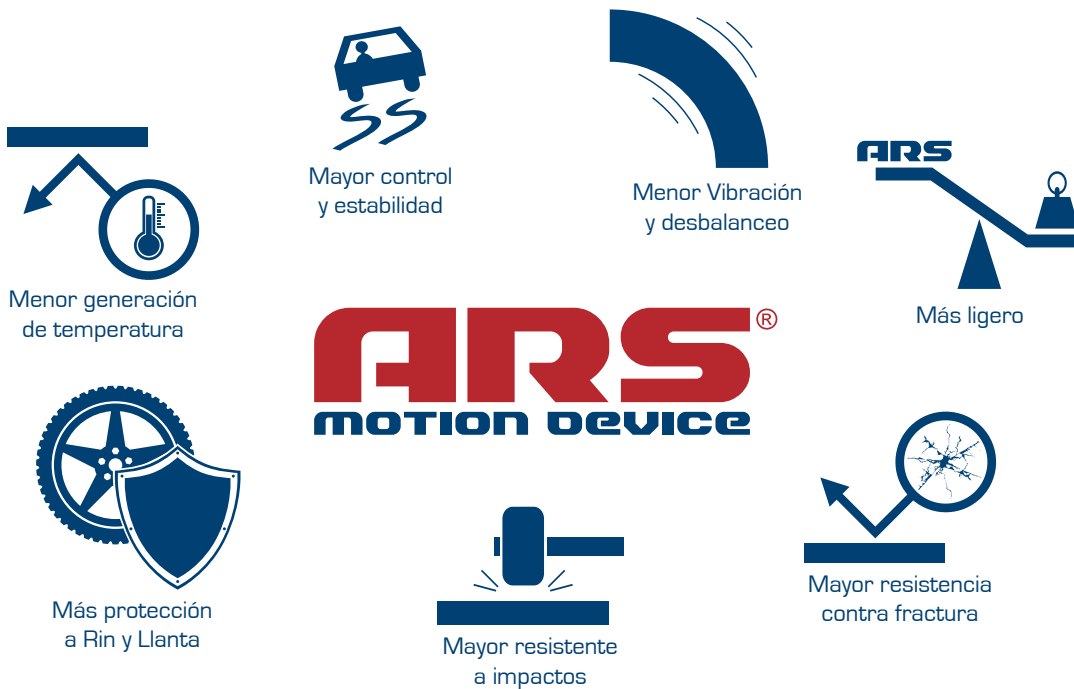 Mayor control
y estabilidad
Menor Vibración
y desbalanceo
ARS
Más ligero
Menor generación
de temperatura
ARS®
MOTION DEVICE
Más protección
a Rin y Llanta
Mayor resistente
a impactos
Mayor resistencia
contra fractura